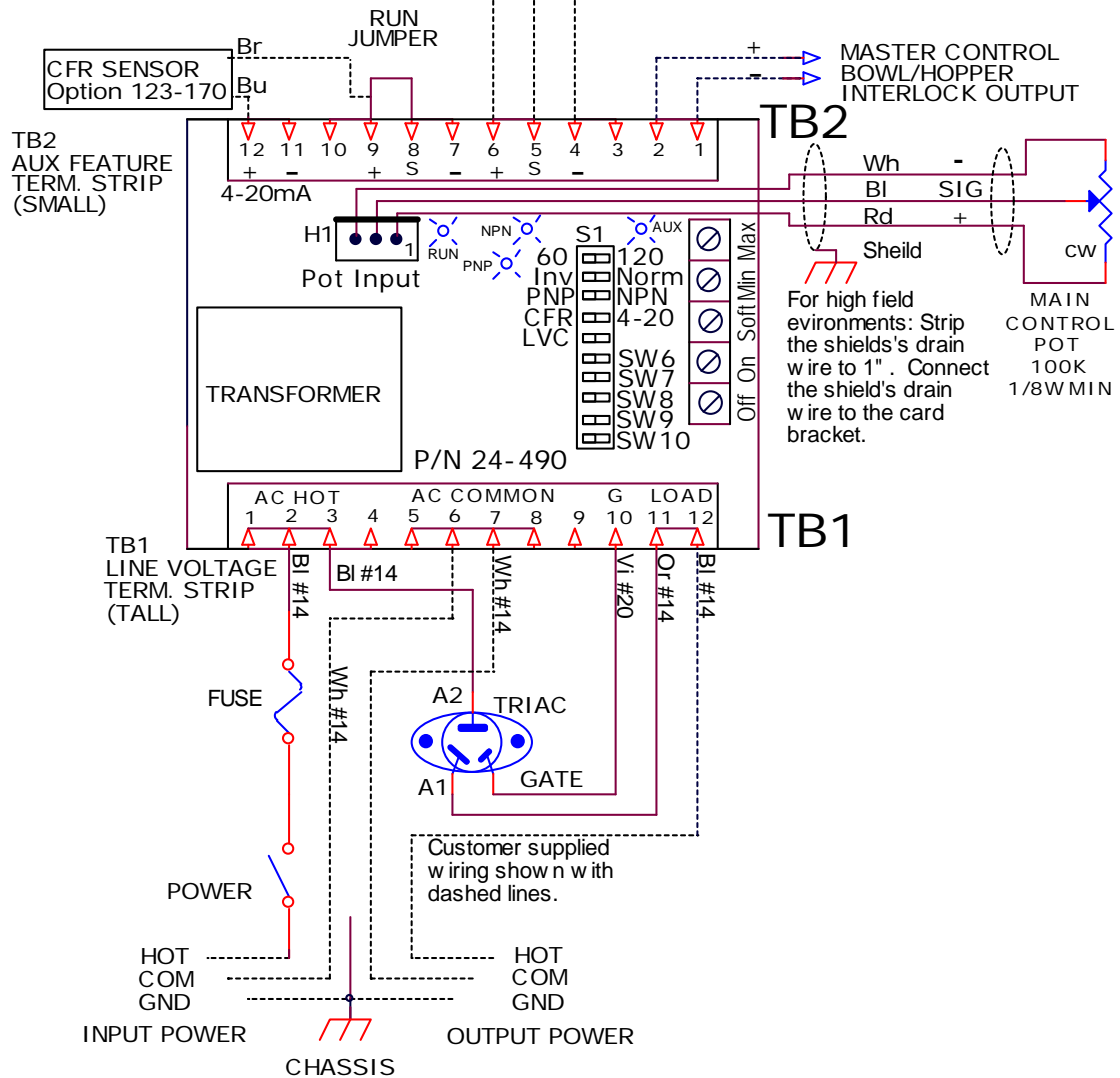 RUN
JUMPER
CFR SENSOR
Option 123-170
Br
Bu
+
-
MASTER CONTROL
BOWL/HOPPER
INTERLOCK OUTPUT
TB2
AUX FEATURE
TERM. STRIP
(SMALL)
TB2
12 11 10 9 8 7 6 5 4 3 2 1
+ - + S - + S -
4-20mA
H1
1
Pot Input
RUN
NPN
PNP
AUX
S1
60 120
Inv Norm
PNP NPN
CFR 4-20
LVC
SW6
SW7
SW8
SW9
SW10
Max
Min
Soft
On
Off
Wh -
Bl SIG
Rd +
Sheild
CW
MAIN
CONTROL
POT
100K
1/8W MIN
For high field
evironments: Strip
the shields's drain
wire to 1". Connect
the shield's drain
wire to the card
bracket.
TRANSFORMER
P/N 24-490
AC HOT AC COMMON G LOAD
1 2 3 4 5 6 7 8 9 10 11 12
TB1
TB1
LINE VOLTAGE
TERM. STRIP
(TALL)
Bl #14
Bl #14
Wh #14
Vi #20
Or #14
Bl #14
Wh #14
FUSE
A2
TRIAC
A1
GATE
Customer supplied
wiring shown with
dashed lines.
POWER
HOT
COM
GND
INPUT POWER
HOT
COM
GND
OUTPUT POWER
CHASSIS